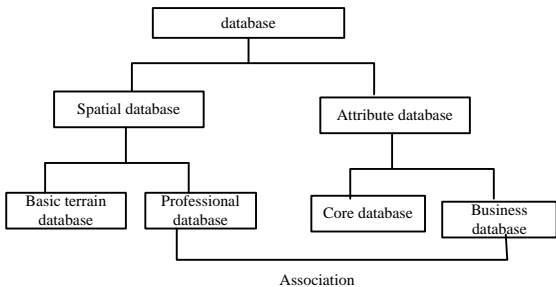 database
Spatial database
Attribute database
Basic terrain
database
Professional
database
Core database
Business
database
Association